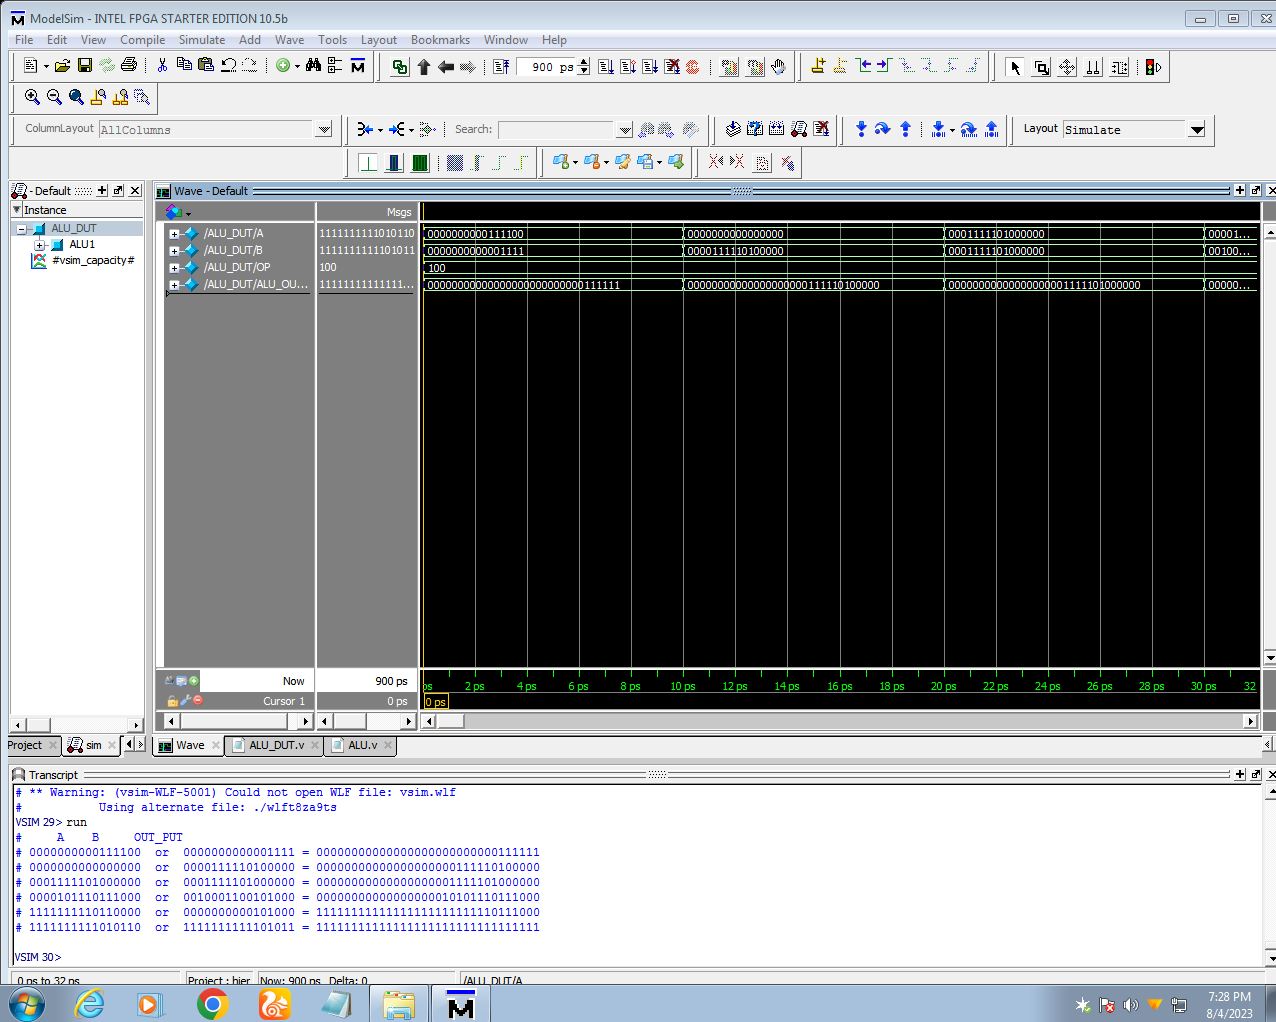 ModelSim - INTEL FPGA STARTER EDITION 10.5b
File Edit View Compile Simulate Add Wave Tools Layout Bookmarks Window Help
900 ps
ColumnLayout AllColumns
Search:
Layout Simulate
- Default
Wave - Default
Instance
Msgs
ALU_DUT
ALU1
#vsim_capacity#
/ALU_DUT/A 1111111111010110 0000000000111100 0000000000000000 0001111101000000 00001...
/ALU_DUT/B 1111111111101011 0000000000001111 0000111110100000 0001111101000000 00100...
/ALU_DUT/OP 100 100
/ALU_DUT/ALU_OU... 11111111111111... 00000000000000000000000000111111 00000000000000000000111110100000 00000000000000000001111101000000 00000...
Now 900 ps
ps 2 ps 4 ps 6 ps 8 ps 10 ps 12 ps 14 ps 16 ps 18 ps 20 ps 22 ps 24 ps 26 ps 28 ps 30 ps 32
Cursor 1 0 ps 0 ps
Project sim Wave ALU_DUT.v ALU.v
Transcript
# ** Warning: (vsim-WLF-5001) Could not open WLF file: vsim.wlf
# Using alternate file: ./wlft8za9ts
VSIM 29> run
# A B OUT_PUT
# 0000000000111100 or 0000000000001111 = 00000000000000000000000000111111
# 0000000000000000 or 0000111110100000 = 00000000000000000000111110100000
# 0001111101000000 or 0001111101000000 = 00000000000000000001111101000000
# 0000101110111000 or 0010001100101000 = 00000000000000000010101110111000
# 1111111110110000 or 0000000000101000 = 11111111111111111111111110111000
# 1111111111010110 or 1111111111101011 = 11111111111111111111111111111111
VSIM 30>
0 ps to 32 ps Project : hier Now: 900 ps Delta: 0 /ALU_DUT/A
7:28 PM
8/4/2023